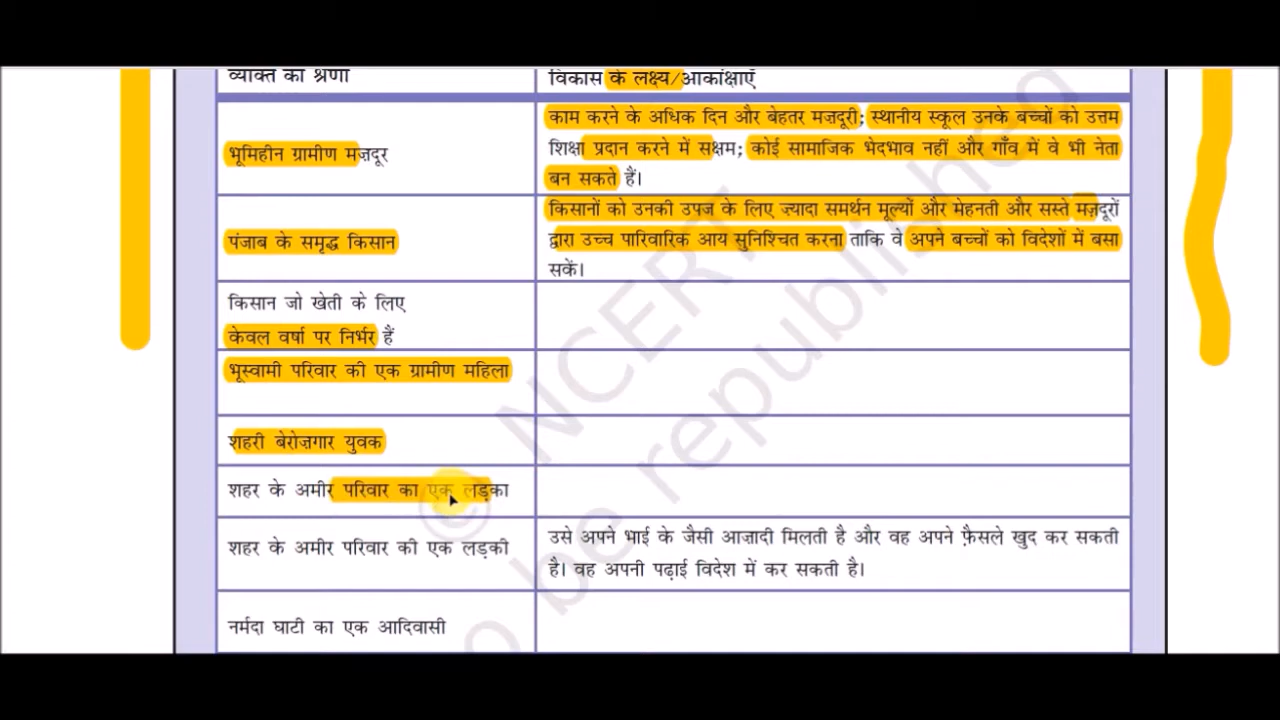 व्यक्ति की श्रेणी
विकास के लक्ष्य/आकांक्षाएँ
भूमिहीन ग्रामीण मज़दूर
काम करने के अधिक दिन और बेहतर मज़दूरी; स्थानीय स्कूल उनके बच्चों को उत्तम
शिक्षा प्रदान करने में सक्षम; कोई सामाजिक भेदभाव नहीं और गाँव में वे भी नेता
बन सकते हैं।
पंजाब के समृद्ध किसान
किसानों को उनकी उपज के लिए ज्यादा समर्थन मूल्यों और मेहनती और सस्ते मज़दूरों
द्वारा उच्च पारिवारिक आय सुनिश्चित करना ताकि वे अपने बच्चों को विदेशों में बसा
सकें।
किसान जो खेती के लिए
केवल वर्षा पर निर्भर हैं
भूस्वामी परिवार की एक ग्रामीण महिला
शहरी बेरोज़गार युवक
शहर के अमीर परिवार का एक लड़का
शहर के अमीर परिवार की एक लड़की
उसे अपने भाई के जैसी आज़ादी मिलती है और वह अपने फ़ैसले खुद कर सकती
है। वह अपनी पढ़ाई विदेश में कर सकती है।
नर्मदा घाटी का एक आदिवासी
© NCERT
o be republished